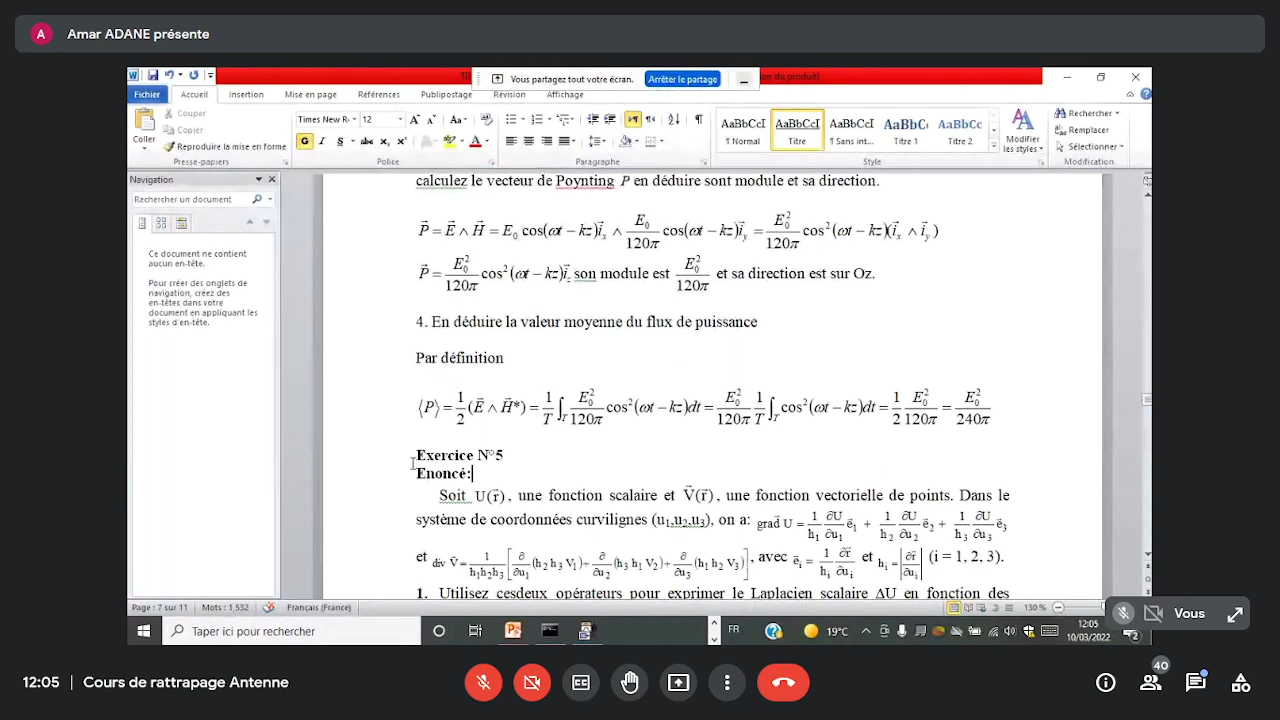 A Amar ADANE présente
Vous partagez tout votre écran. Arrêter le partage
on du produit)
Fichier Accueil Insertion Mise en page Références Publipostage Révision Affichage
Coller
Couper
Copier
Reproduire la mise en forme
Presse-papiers
Times New R 12
G I S abc x₂ x²
Police
Paragraphe
AaBbCcI AaBbCcI AaBbCcI AaBbC AaBbCc
¶ Normal Titre ¶ Sans int... Titre 1 Titre 2
Style
Modifier les styles
Rechercher
Remplacer
Sélectionner
Modification
Navigation
Rechercher un document
Ce document ne contient
aucun en-tête.
Pour créer des onglets de
navigation, créez des
en-têtes dans votre
document en appliquant les
styles d'en-tête.
calculez le vecteur de Poynting P en déduire sont module et sa direction.
P⃗ = E⃗ ∧ H⃗ = E₀ cos(ωt − kz)i⃗ₓ ∧ E₀/120π cos(ωt − kz)i⃗ᵧ = E₀²/120π cos²(ωt − kz)(i⃗ₓ ∧ i⃗ᵧ)
P⃗ = E₀²/120π cos²(ωt − kz)i⃗_z son module est E₀²/120π et sa direction est sur Oz.
4. En déduire la valeur moyenne du flux de puissance
Par définition
⟨P⟩ = 1/2 (E⃗ ∧ H⃗*) = 1/T ∫_T E₀²/120π cos²(ωt − kz)dt = E₀²/120π 1/T ∫_T cos²(ωt − kz)dt = 1/2 E₀²/120π = E₀²/240π
Exercice N°5
Enoncé:
Soit U(r⃗), une fonction scalaire et V⃗(r⃗), une fonction vectorielle de points. Dans le
système de coordonnées curvilignes (u₁,u₂,u₃), on a: grad⃗ U = 1/h₁ ∂U/∂u₁ e⃗₁ + 1/h₂ ∂U/∂u₂ e⃗₂ + 1/h₃ ∂U/∂u₃ e⃗₃
et div V⃗ = 1/h₁h₂h₃ [∂/∂u₁ (h₂ h₃ V₁) + ∂/∂u₂ (h₃ h₁ V₂) + ∂/∂u₃ (h₁ h₂ V₃)], avec e⃗ᵢ = 1/hᵢ ∂r⃗/∂uᵢ et hᵢ = |∂r⃗/∂uᵢ| (i = 1, 2, 3).
1. Utilisez cesdeux opérateurs pour exprimer le Laplacien scalaire ΔU en fonction des
Page : 7 sur 11 Mots : 1 532 Français (France) 130 %
Taper ici pour rechercher
FR 19°C 12:05
10/03/2022
2
Vous
12:05 | Cours de rattrapage Antenne
40